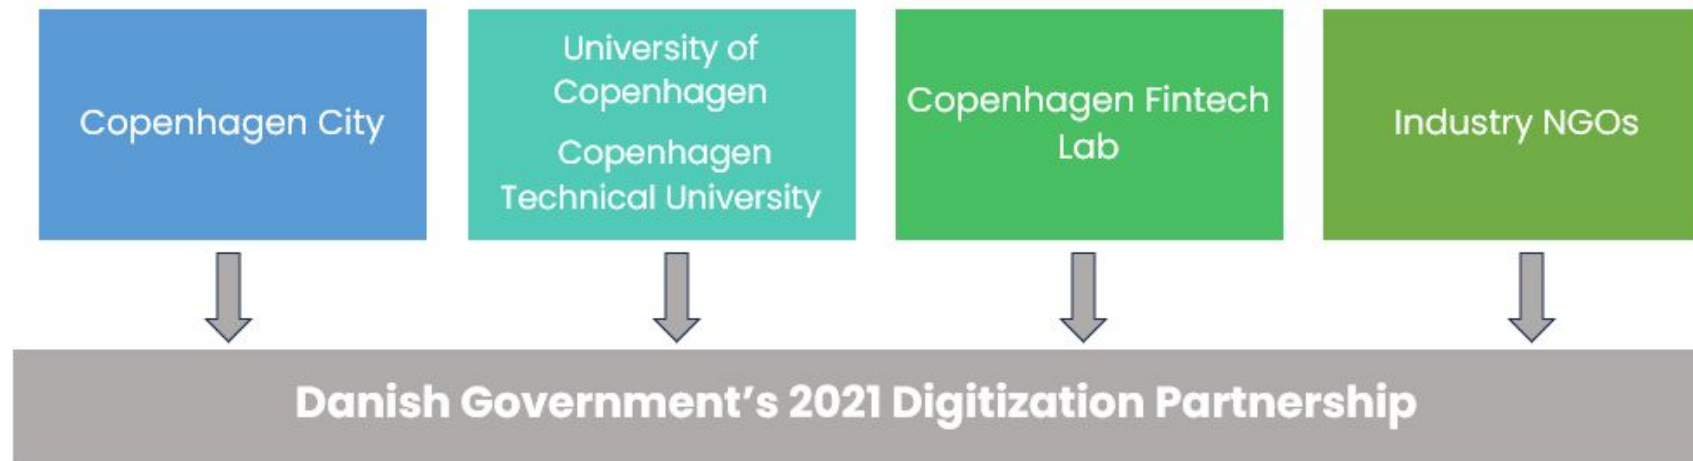 Copenhagen City
University of
Copenhagen
Copenhagen
Technical University
Copenhagen Fintech
Lab
Industry NGOs
Danish Government’s 2021 Digitization Partnership